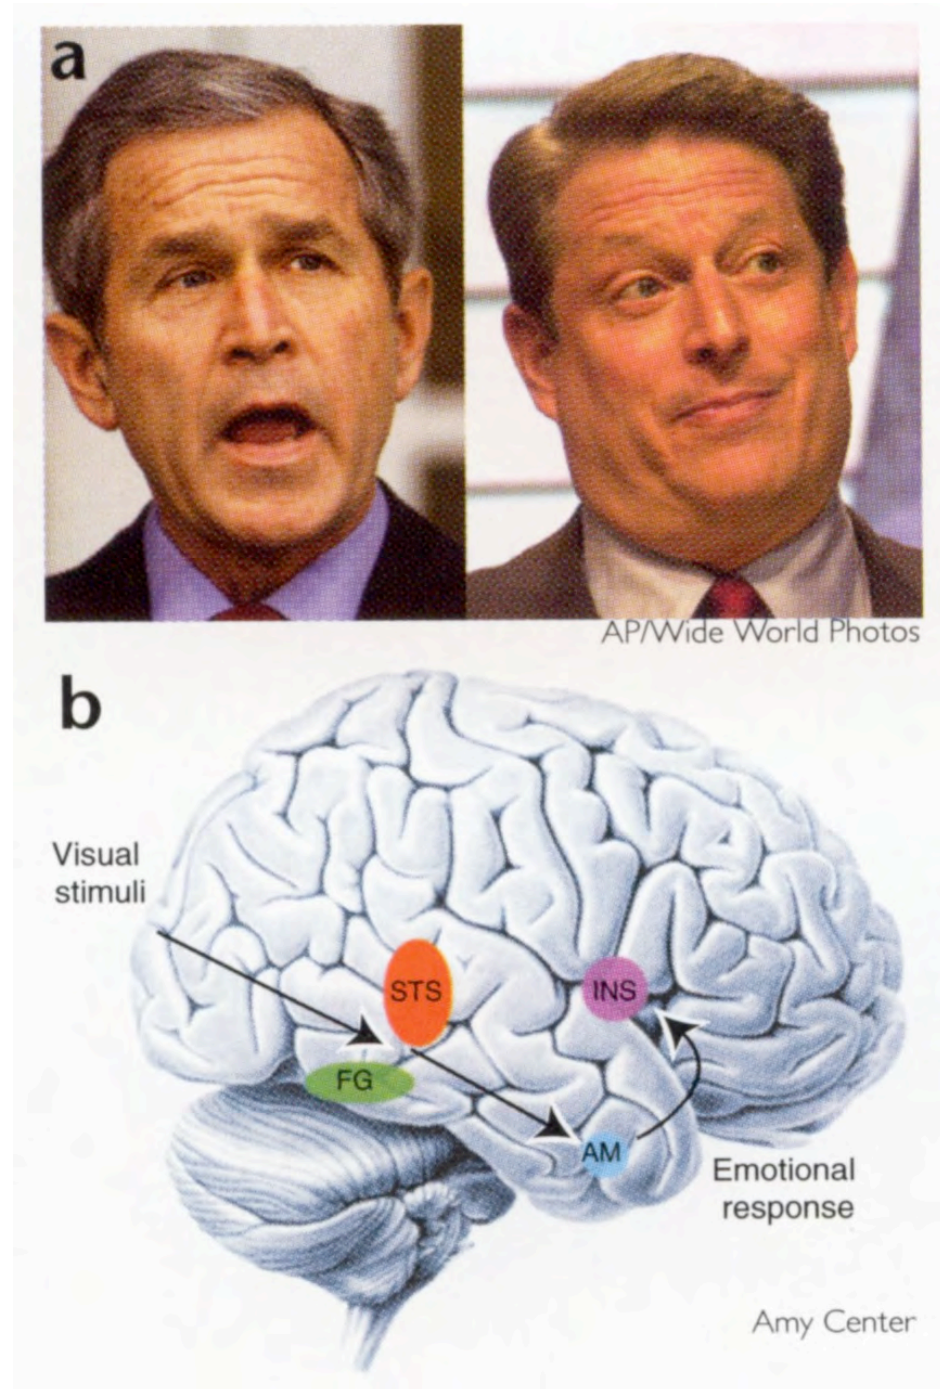 a
AP/Wide World Photos
b
Visual
stimuli
STS
INS
FG
AM
Emotional
response
Amy Center